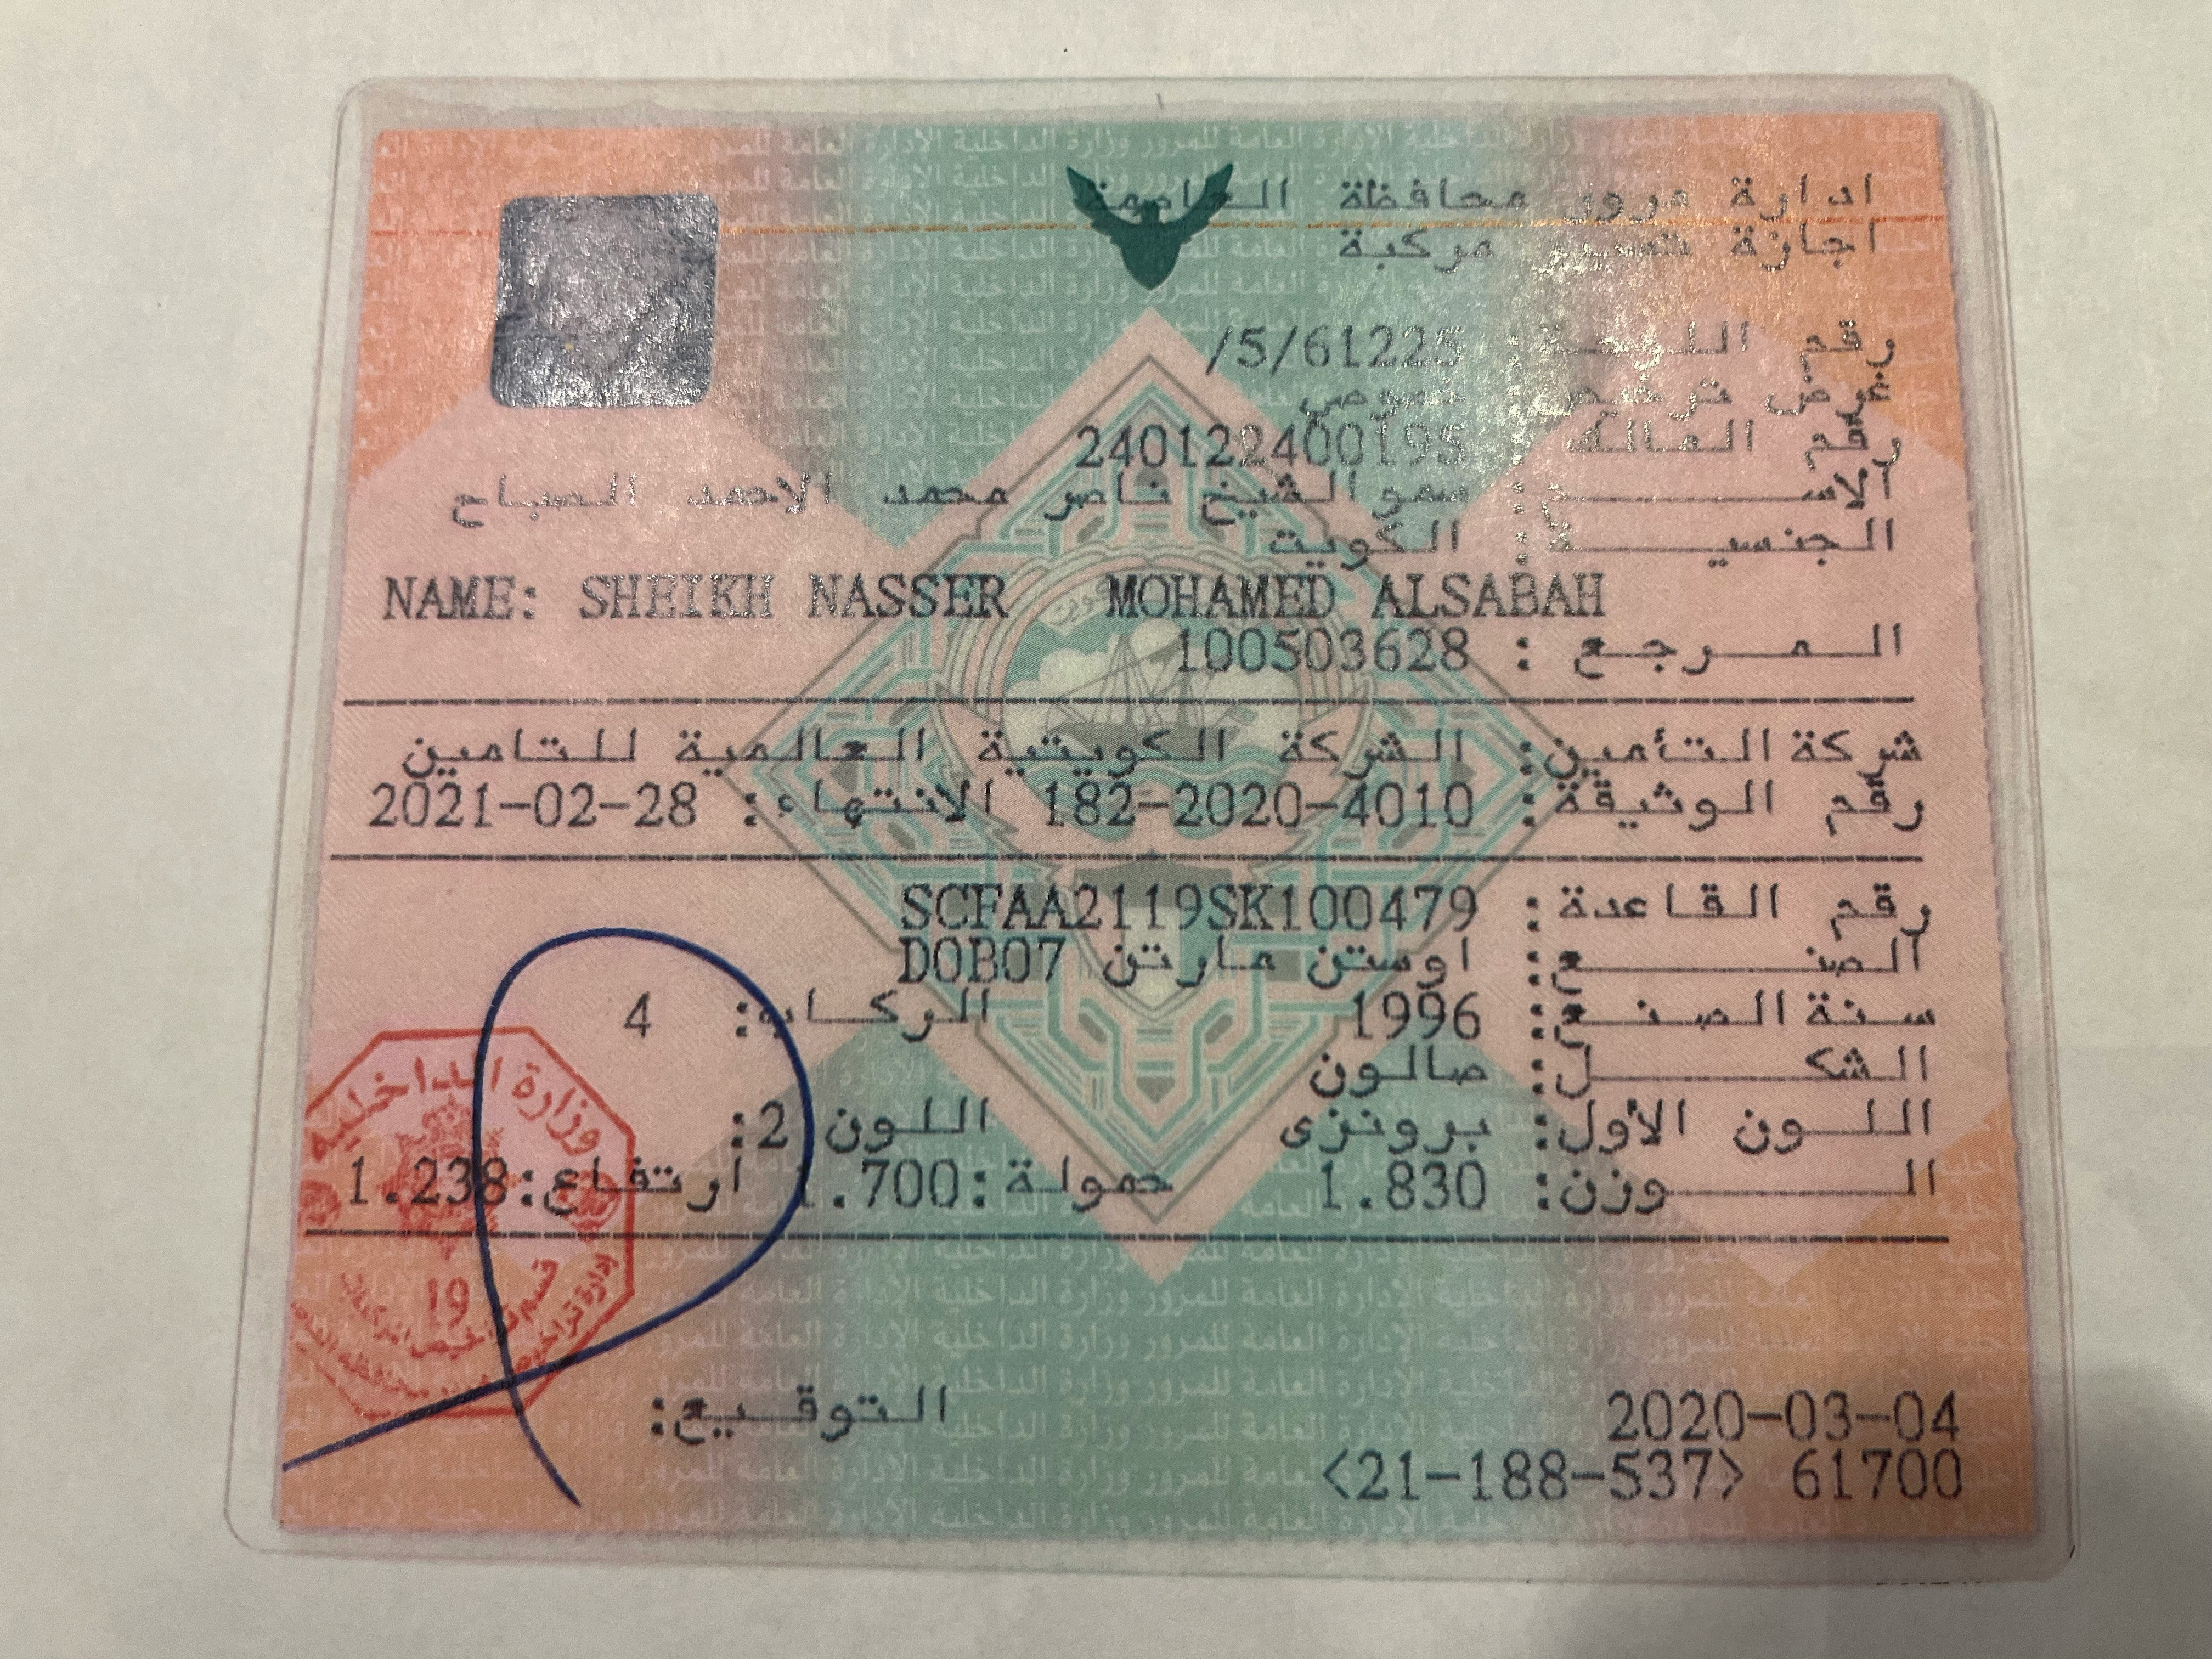 ادارة مرور محافظة العاصمة
اجازة تسيير مركبة
رقم اللوحة: 61225/5/
غرض ترخيص: خصوصي
رقم العائلة: 240122400195
الاسم: سمو الشيخ ناصر محمد الاحمد الصباح
الجنسية: الكويت
NAME: SHEIKH NASSER MOHAMED ALSABAH
المرجع : 100503628
شركة التأمين: الشركة الكويتية العالمية للتامين
رقم الوثيقة: 182-2020-4010 الانتهاء: 2021-02-28
رقم القاعدة: SCFAA2119SK100479
الصنع: اوستن مارتن DOB07
سنة الصنع: 1996 الركاب: 4
الشكل: صالون
اللون الأول: برونزى اللون 2:
الوزن: 1.830 حمولة: 1.700 ارتفاع: 1.238
وزارة الداخلية
19
التوقيع:
2020-03-04
<21-188-537> 61700